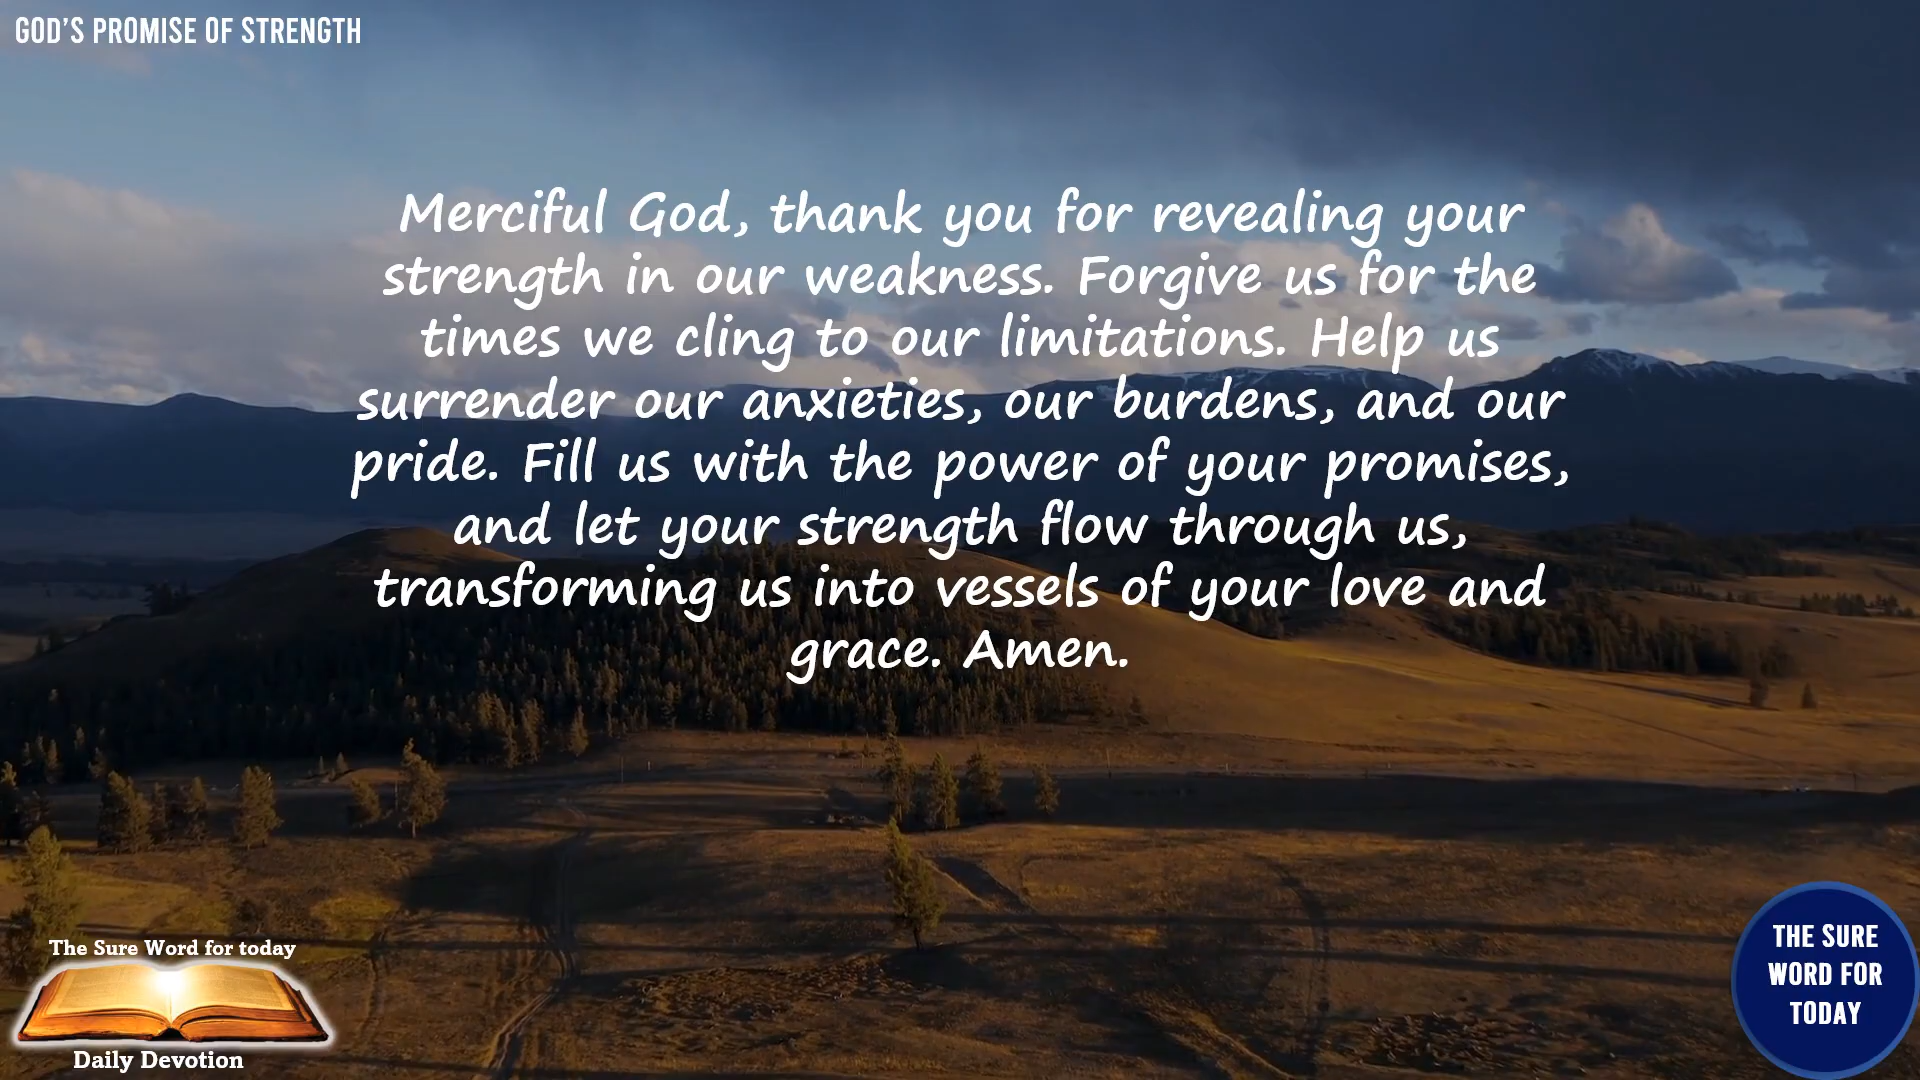 GOD'S PROMISE OF STRENGTH
Merciful God, thank you for revealing your
strength in our weakness. Forgive us for the
times we cling to our limitations. Help us
surrender our anxieties, our burdens, and our
pride. Fill us with the power of your promises,
and let your strength flow through us,
transforming us into vessels of your love and
grace. Amen.
The Sure Word for today
Daily Devotion
THE SURE
WORD FOR
TODAY